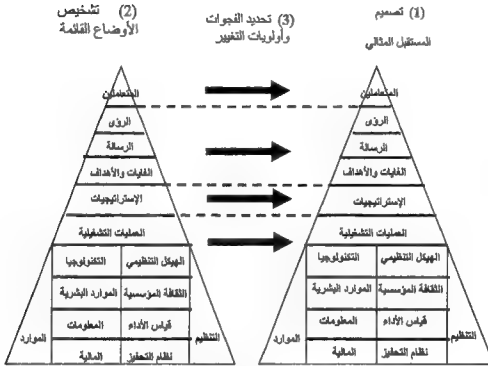 (1) تصميم
المستقبل المثالي
(3) تحديد الفجوات
وأولويات التغيير
(2) تشخيص
الأوضاع القائمة
المتعاملين
الرؤى
الرسالة
الغايات والأهداف
الإستراتيجيات
العمليات التشغيلية
الهيكل التنظيمي
التكنولوجيا
الثقافة المؤسسية
الموارد البشرية
قياس الأداء
المعلومات
نظام التحفيز
المالية
التنظيم
الموارد
المتعاملين
الرؤى
الرسالة
الغايات والأهداف
الإستراتيجيات
العمليات التشغيلية
الهيكل التنظيمي
التكنولوجيا
الثقافة المؤسسية
الموارد البشرية
قياس الأداء
المعلومات
نظام التحفيز
المالية
التنظيم
الموارد